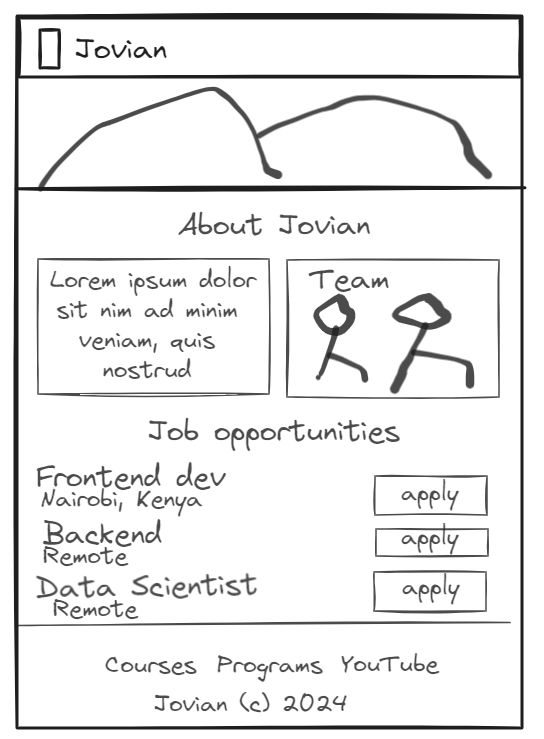 Jovian
About Jovian
Lorem ipsum dolor
sit nim ad minim
veniam, quis
nostrud
Team
Job opportunities
Frontend dev
Nairobi, Kenya
apply
Backend
Remote
apply
Data Scientist
Remote
apply
Courses Programs YouTube
Jovian (c) 2024